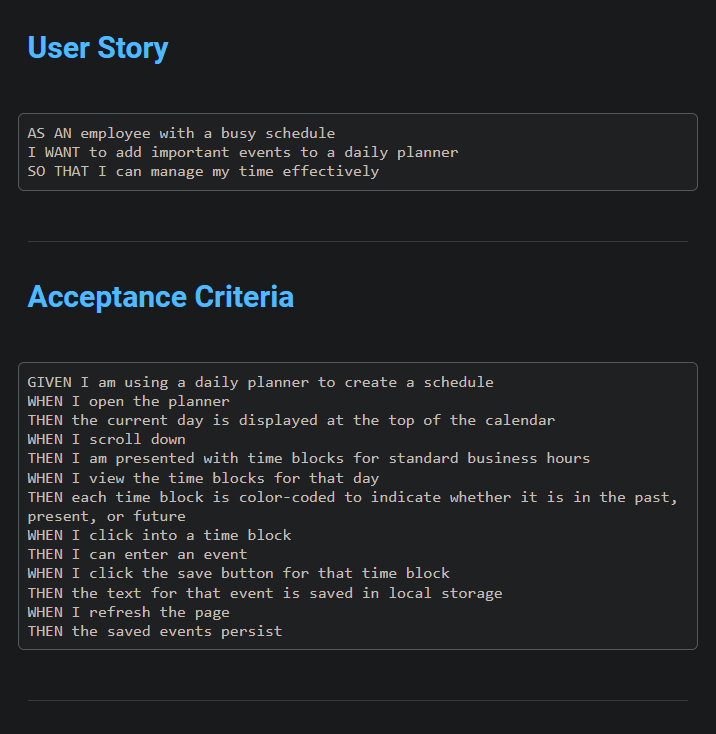 User Story
AS AN employee with a busy schedule
I WANT to add important events to a daily planner
SO THAT I can manage my time effectively
Acceptance Criteria
GIVEN I am using a daily planner to create a schedule
WHEN I open the planner
THEN the current day is displayed at the top of the calendar
WHEN I scroll down
THEN I am presented with time blocks for standard business hours
WHEN I view the time blocks for that day
THEN each time block is color-coded to indicate whether it is in the past,
present, or future
WHEN I click into a time block
THEN I can enter an event
WHEN I click the save button for that time block
THEN the text for that event is saved in local storage
WHEN I refresh the page
THEN the saved events persist